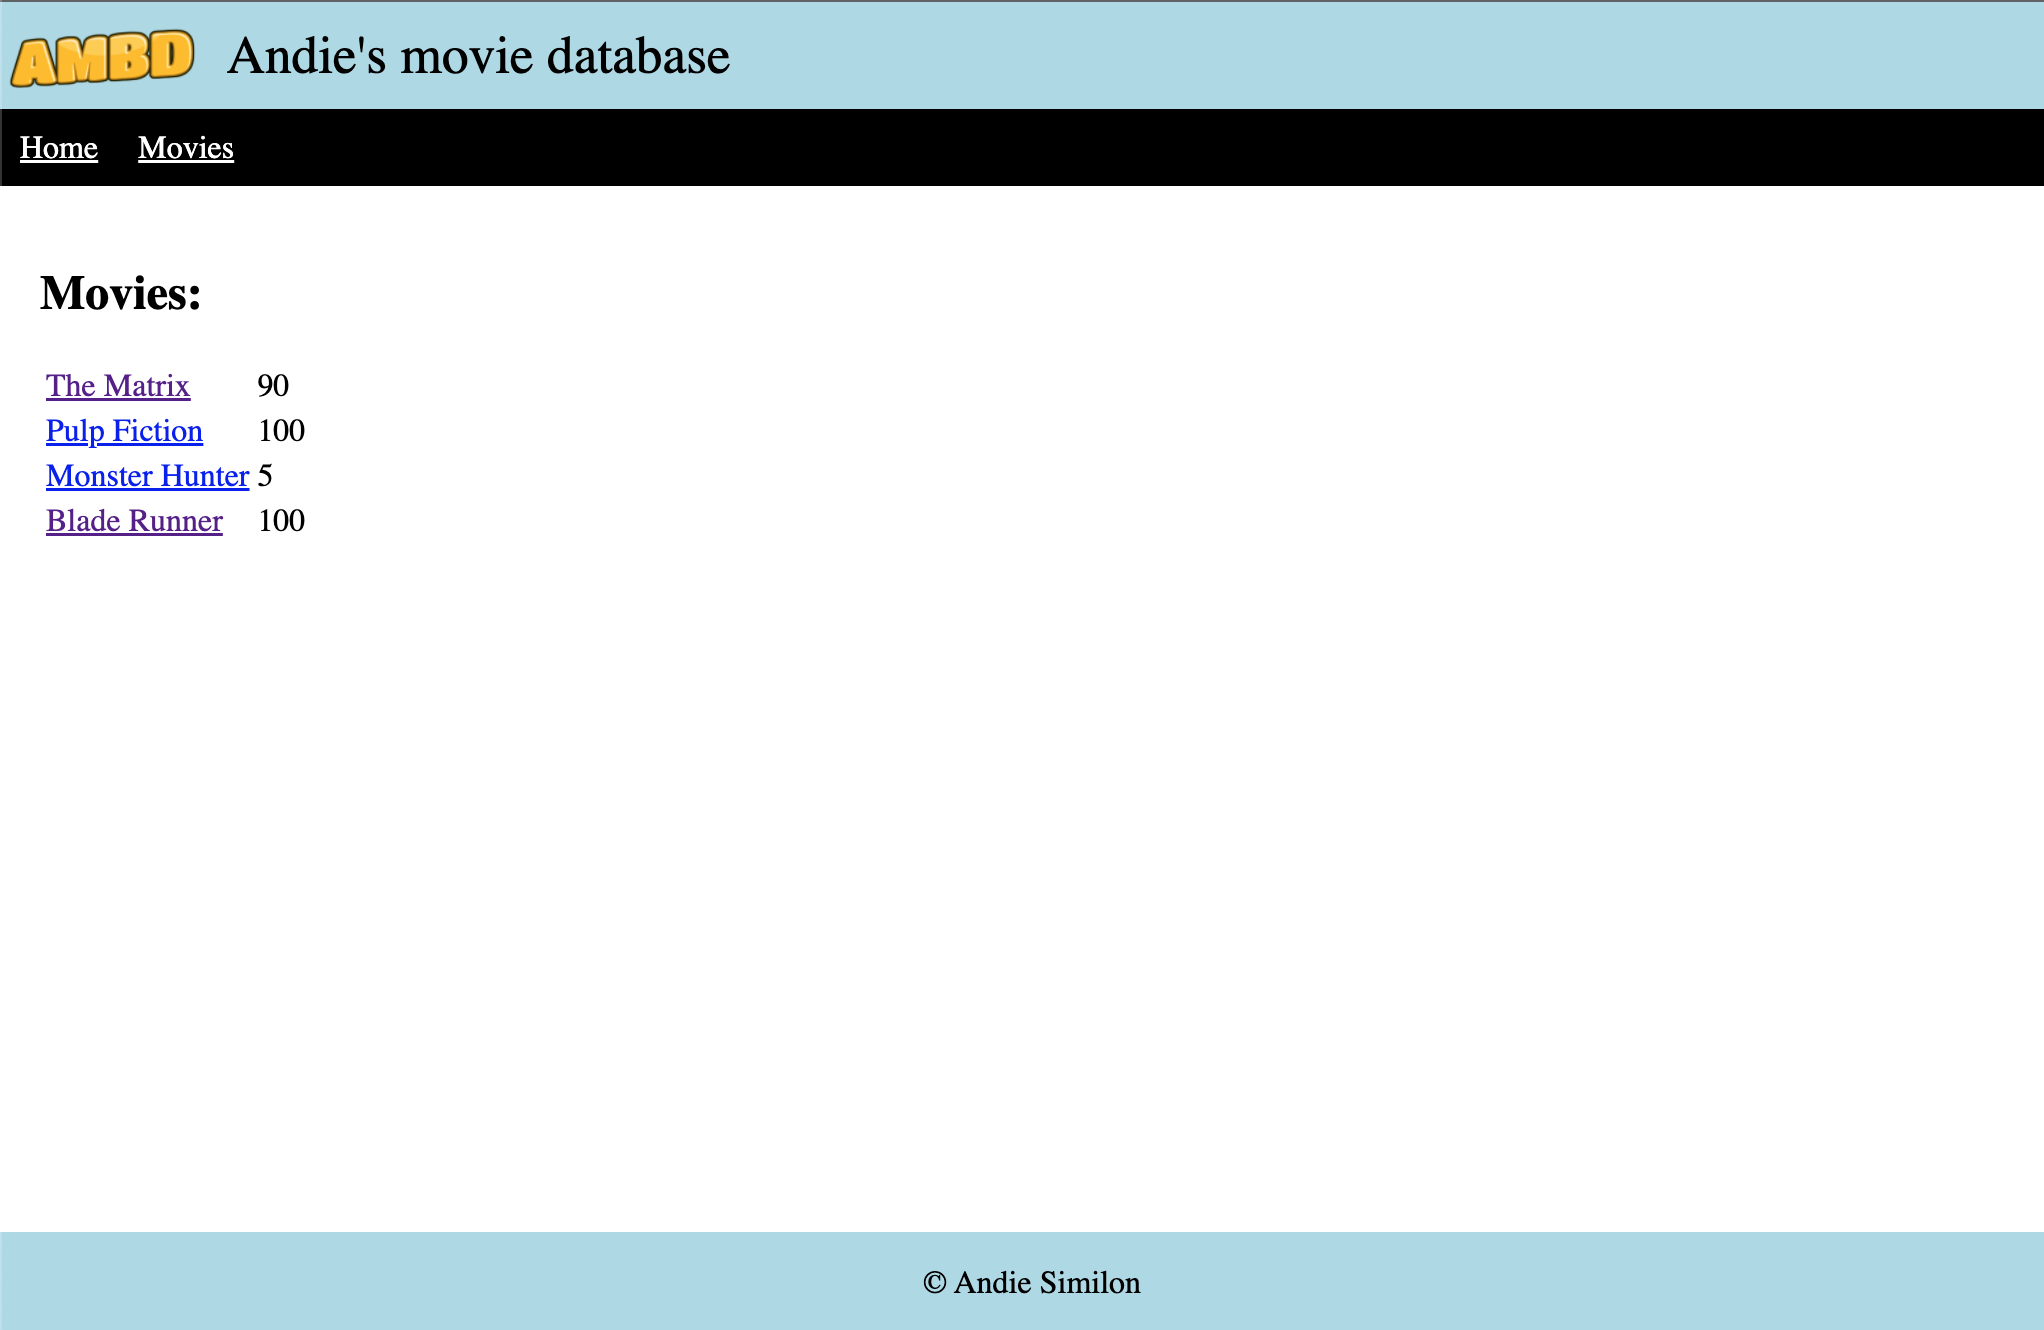 AMBD Andie's movie database
Home Movies
Movies:
The Matrix 90
Pulp Fiction 100
Monster Hunter 5
Blade Runner 100
© Andie Similon